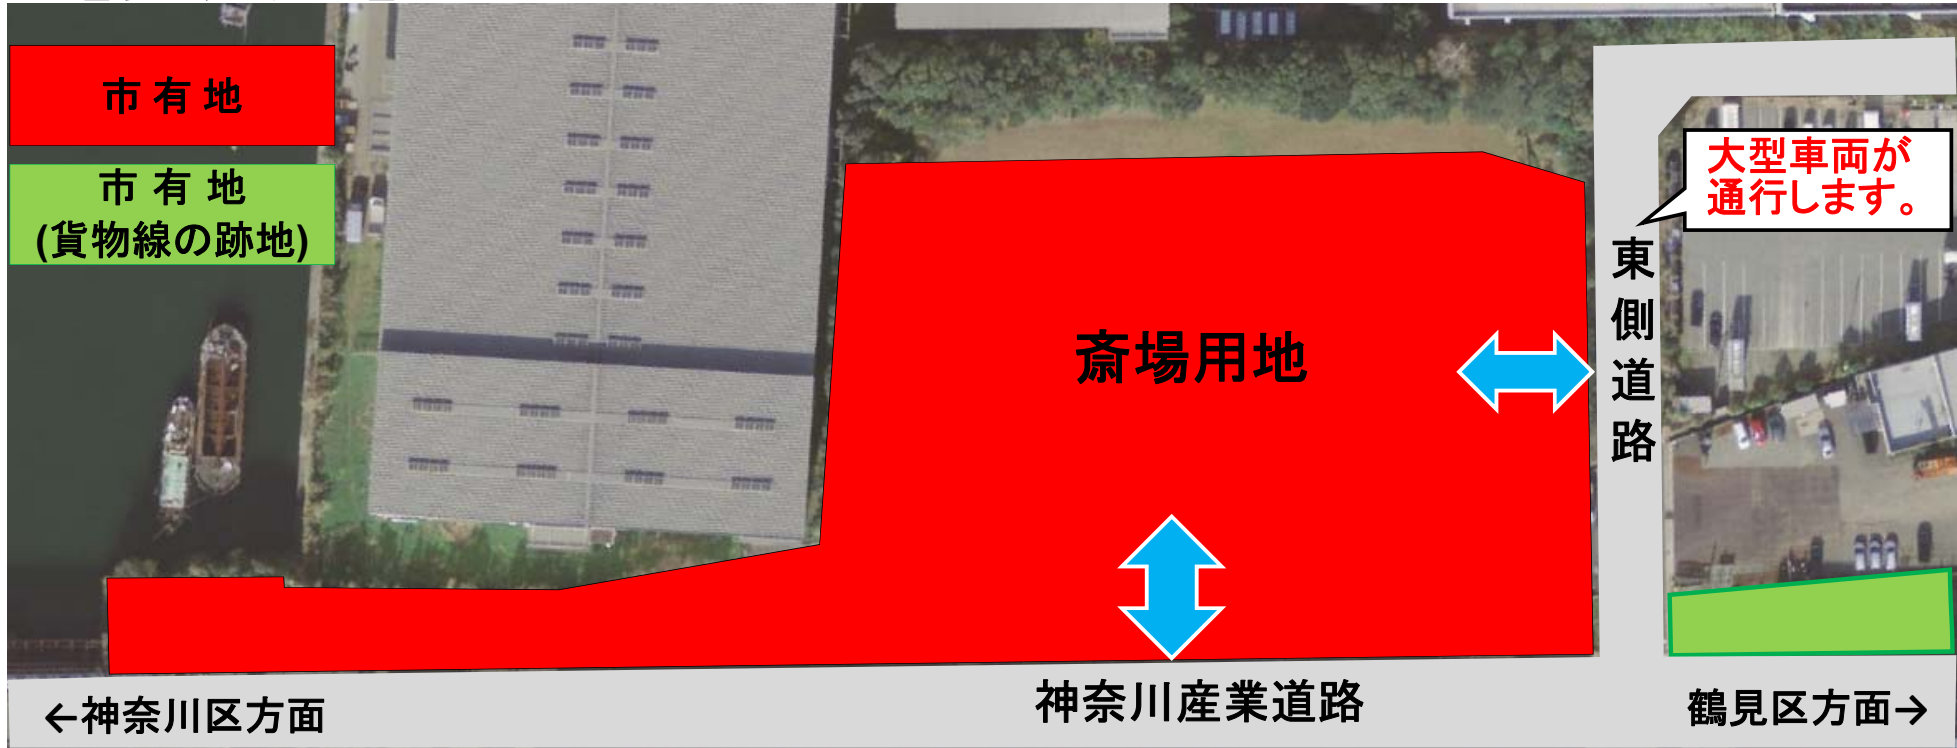 市有地
市有地
(貨物線の跡地)
大型車両が
通行します。
東側道路
斎場用地
神奈川産業道路
←神奈川区方面
鶴見区方面→